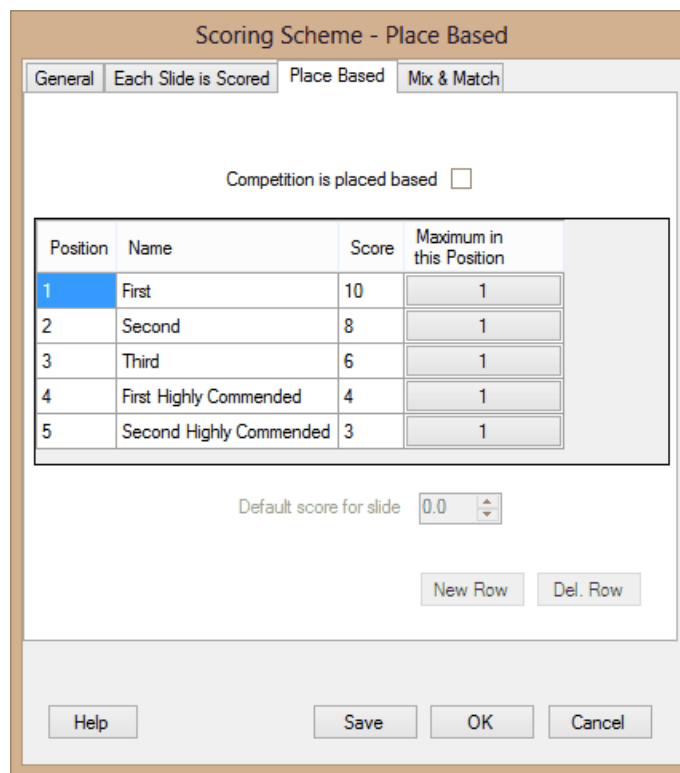 Scoring Scheme - Place Based
General Each Slide is Scored Place Based Mix & Match
Competition is placed based
Position Name Score Maximum in
this Position
1 First 10 1
2 Second 8 1
3 Third 6 1
4 First Highly Commended 4 1
5 Second Highly Commended 3 1
Default score for slide 0.0
New Row Del. Row
Help Save OK Cancel